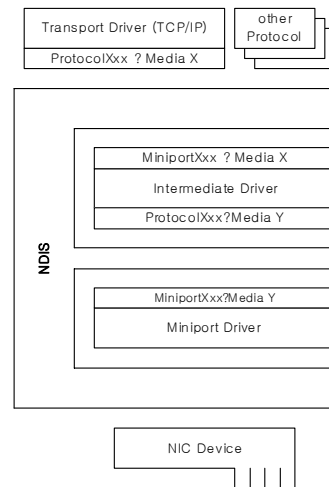 Transport Driver (TCP/IP)
ProtocolXxx ? Media X
other
Protocol
NDIS
MiniportXxx ? Media X
Intermediate Driver
ProtocolXxx?Media Y
MiniportXxx?Media Y
Miniport Driver
NIC Device